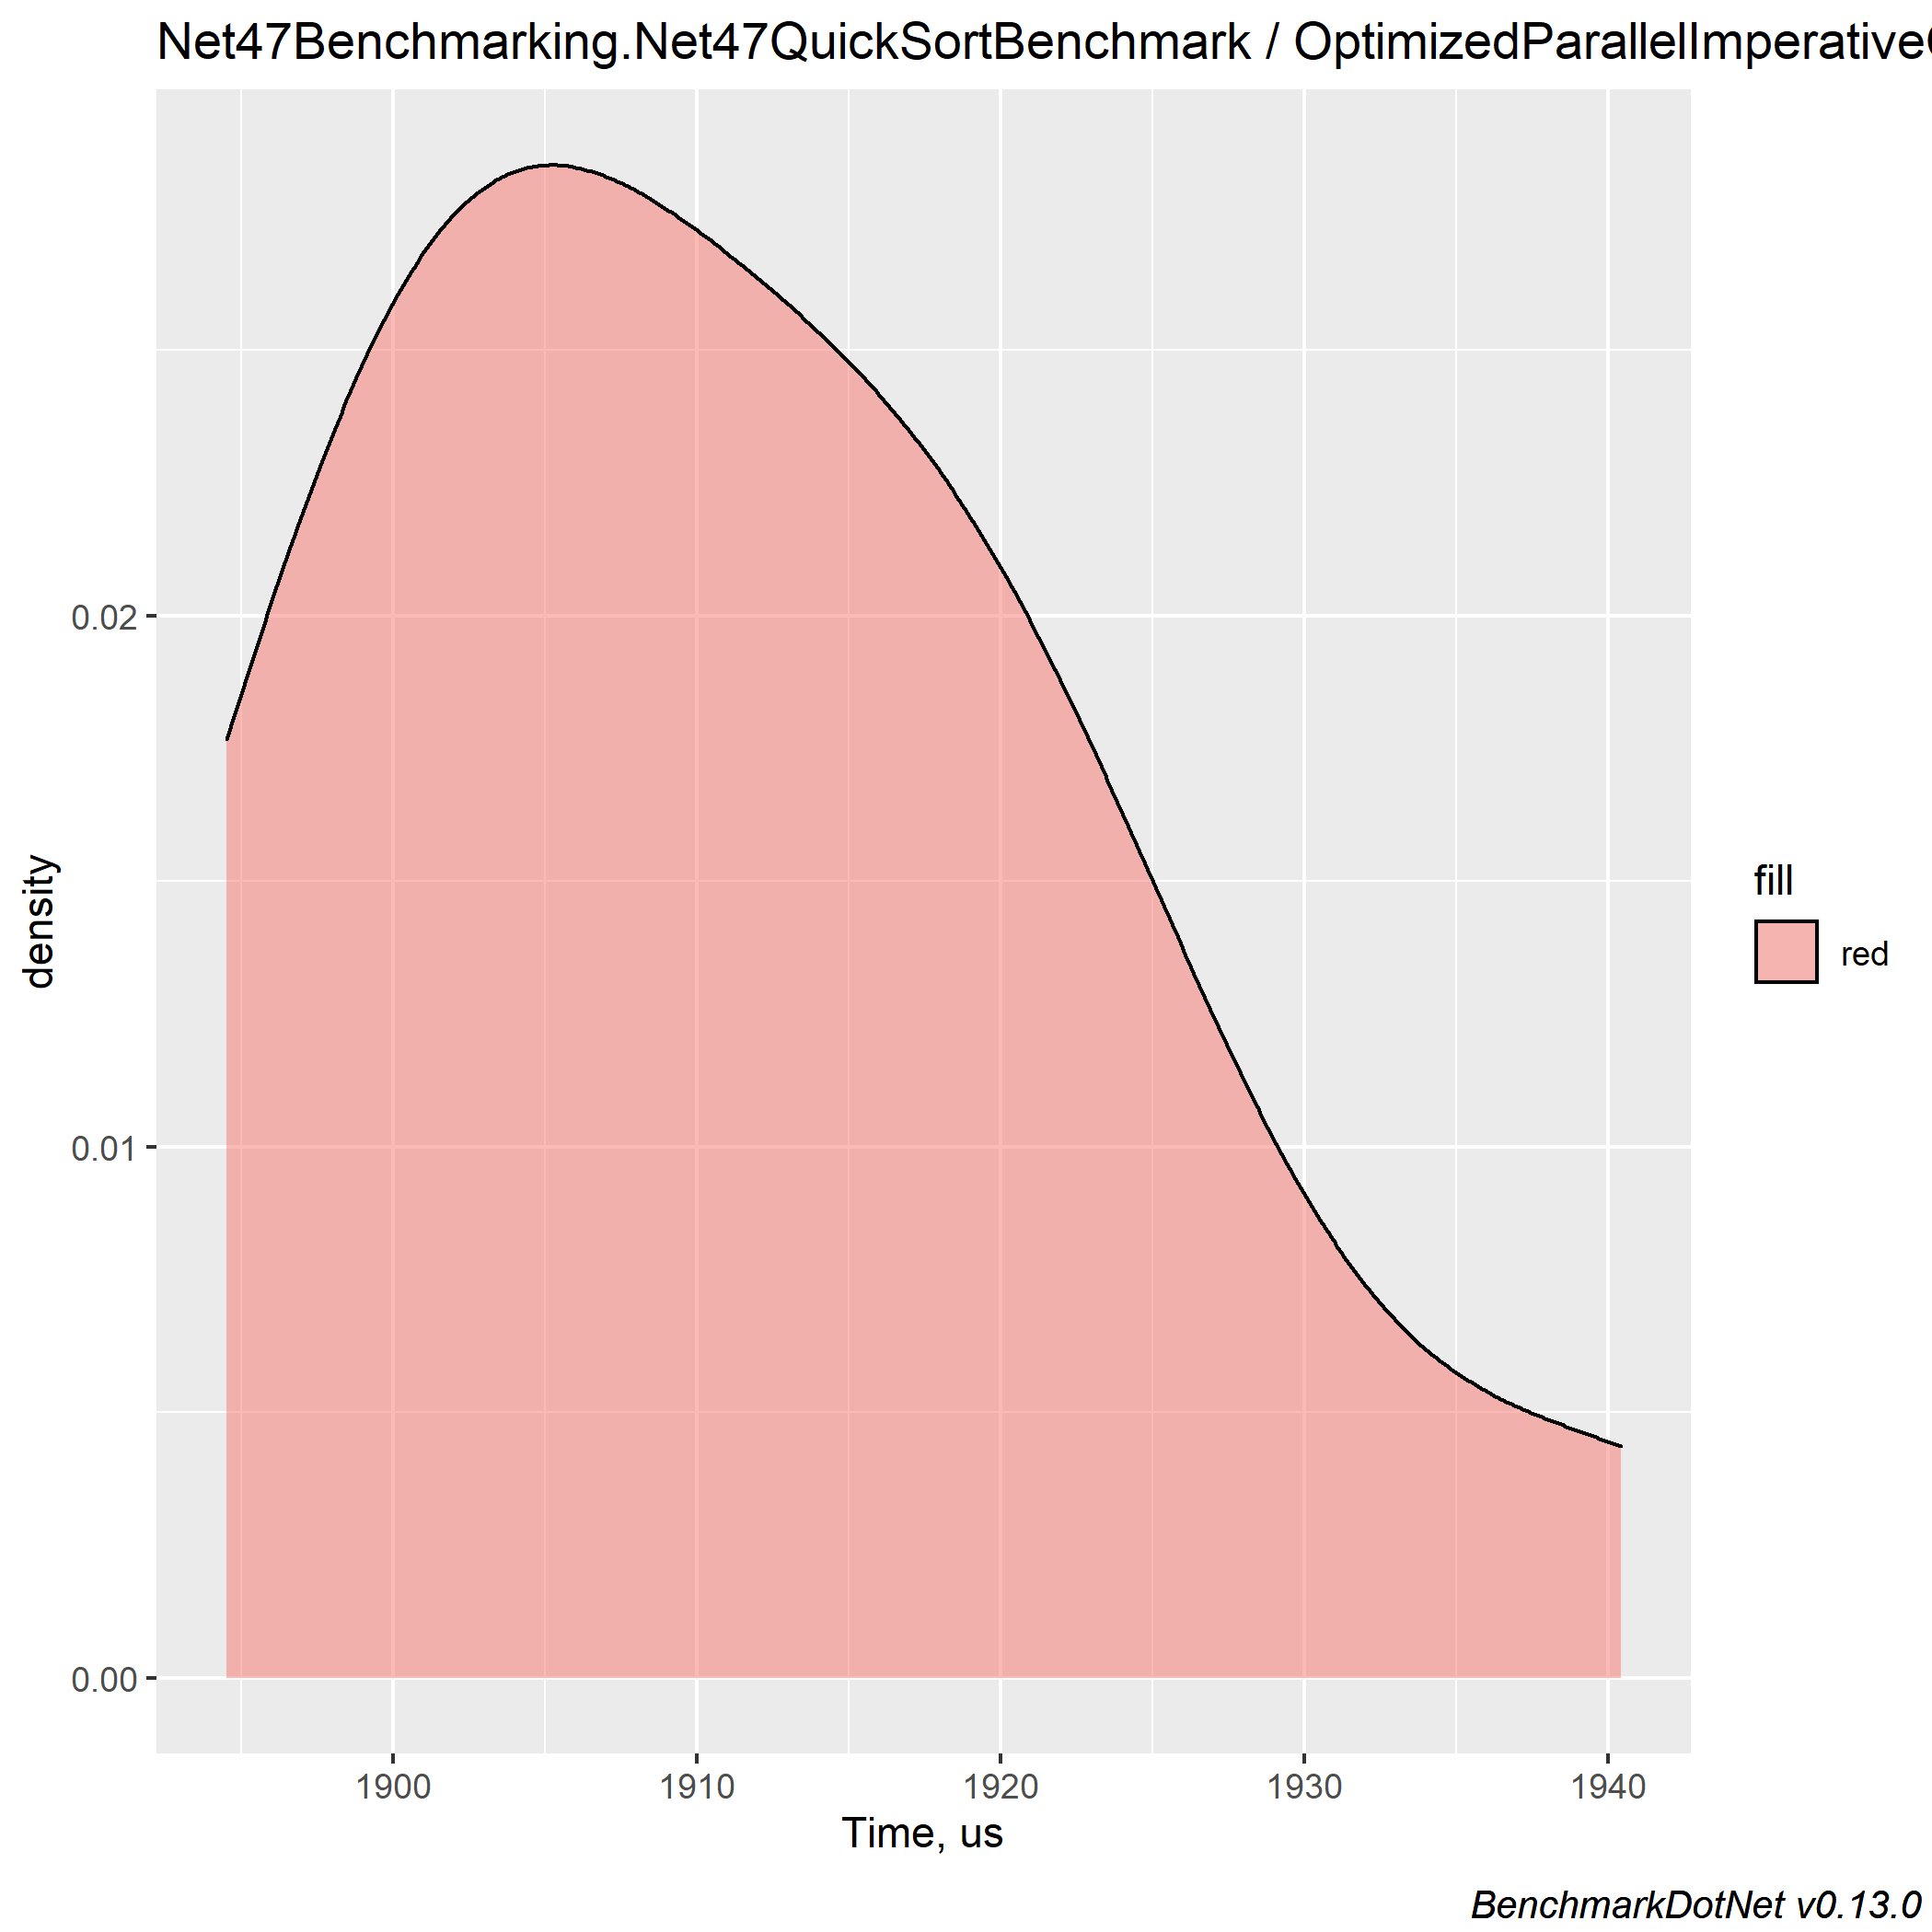 Net47Benchmarking.Net47QuickSortBenchmark / OptimizedParallelImperative
density
0.02
0.01
0.00
1900 1910 1920 1930 1940
Time, us
fill
red
BenchmarkDotNet v0.13.0